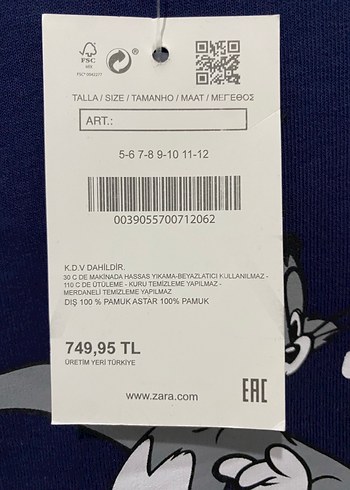 FSC
TALLA / SIZE / TAMANHO / MAAT / ΜΕΓΕΘΟΣ
ART.:
5-6 7-8 9-10 11-12
0039055700712062
K.D.V DAHİLDİR.
30 C DE MAKİNADA HASSAS YIKAMA-BEYAZLATICI KULLANILMAZ -
110 C DE ÜTÜLEME - KURU TEMİZLEME YAPILMAZ -
MERDANELİ TEMİZLEME YAPILMAZ
DIŞ 100 % PAMUK ASTAR 100% PAMUK
749,95 TL
ÜRETİM YERİ TÜRKİYE
www.zara.com
EAC